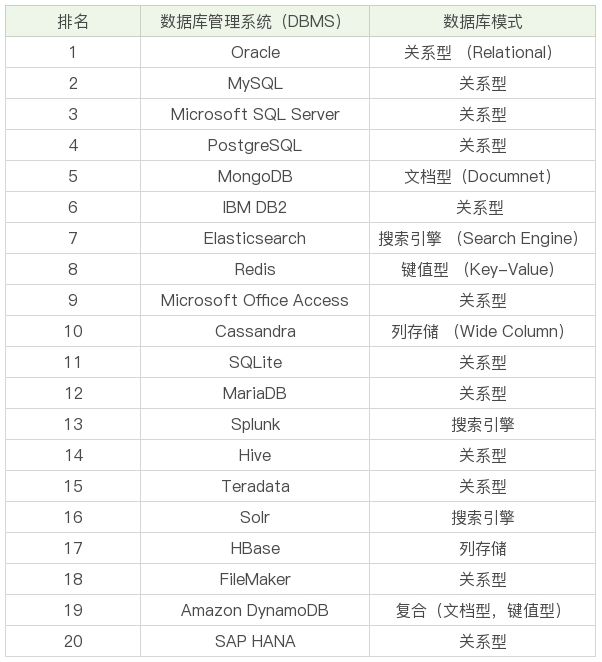 排名 数据库管理系统（DBMS） 数据库模式
1 Oracle 关系型 （Relational）
2 MySQL 关系型
3 Microsoft SQL Server 关系型
4 PostgreSQL 关系型
5 MongoDB 文档型（Documnet）
6 IBM DB2 关系型
7 Elasticsearch 搜索引擎 （Search Engine）
8 Redis 键值型 （Key-Value）
9 Microsoft Office Access 关系型
10 Cassandra 列存储 （Wide Column）
11 SQLite 关系型
12 MariaDB 关系型
13 Splunk 搜索引擎
14 Hive 关系型
15 Teradata 关系型
16 Solr 搜索引擎
17 HBase 列存储
18 FileMaker 关系型
19 Amazon DynamoDB 复合（文档型，键值型）
20 SAP HANA 关系型